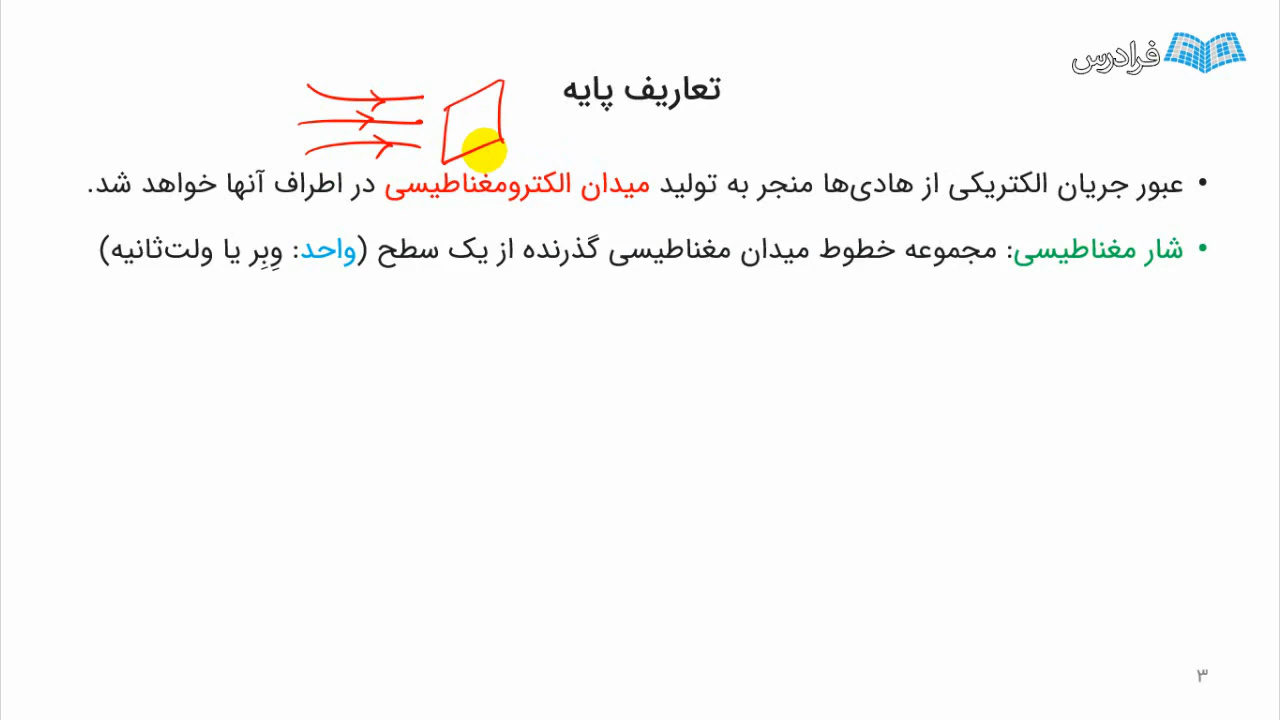 فرادرس
تعاریف پایه
• عبور جریان الکتریکی از هادی‌ها منجر به تولید میدان الکترومغناطیسی در اطراف آنها خواهد شد.
• شار مغناطیسی: مجموعه خطوط میدان مغناطیسی گذرنده از یک سطح (واحد: وِبِر یا ولت‌ثانیه)
۳